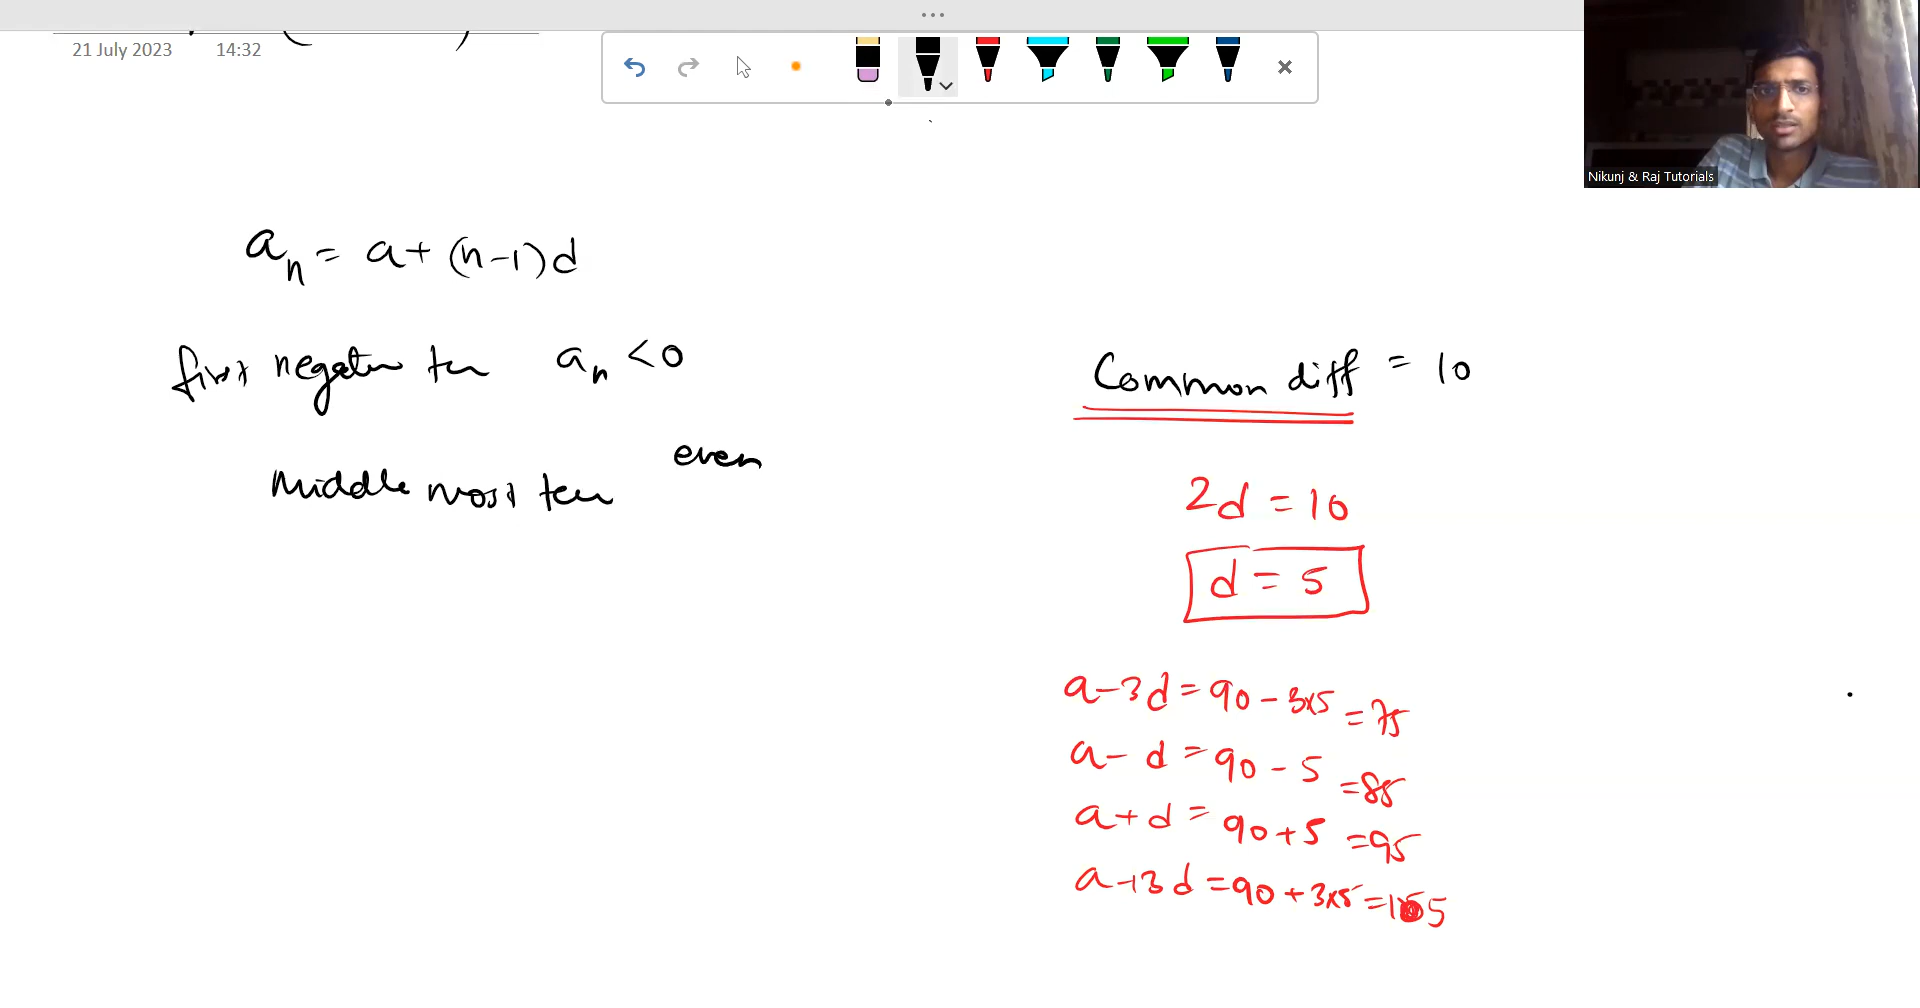 21 July 2023 14:32
Nikunj & Raj Tutorials
aₙ = a + (n-1)d
first negative term aₙ < 0
Middle most term even
Common diff = 10
2d = 10
d = 5
a-3d = 90 - 3x5 = 75
a - d = 90 - 5 = 85
a + d = 90 + 5 = 95
a+3d = 90 + 3x5 = 105